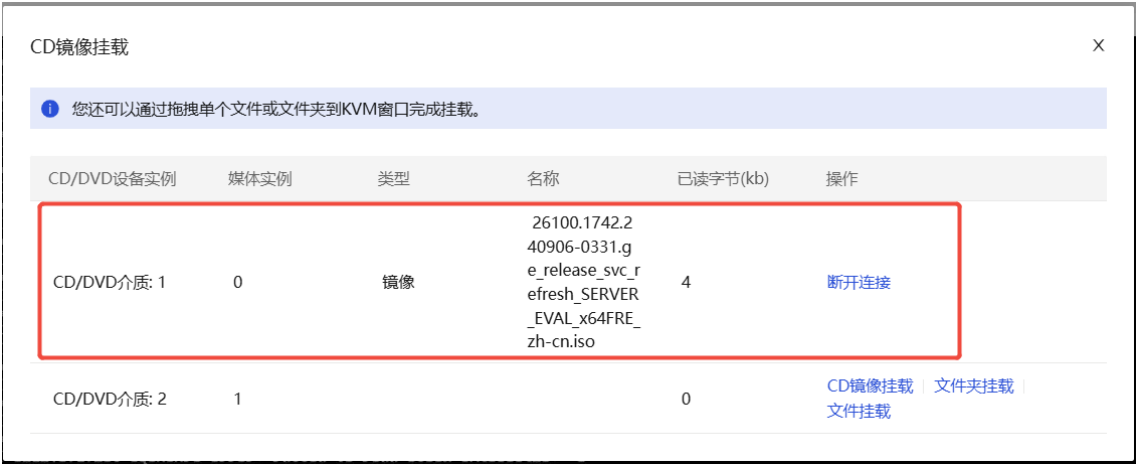 CD镜像挂载
X
您还可以通过拖拽单个文件或文件夹到KVM窗口完成挂载。
CD/DVD设备实例 媒体实例 类型 名称 已读字节(kb) 操作
26100.1742.2
40906-0331.g
e_release_svc_r
CD/DVD介质: 1 0 镜像 efresh_SERVER 4 断开连接
_EVAL_x64FRE_
zh-cn.iso
CD/DVD介质: 2 1 0 CD镜像挂载 文件夹挂载
文件挂载